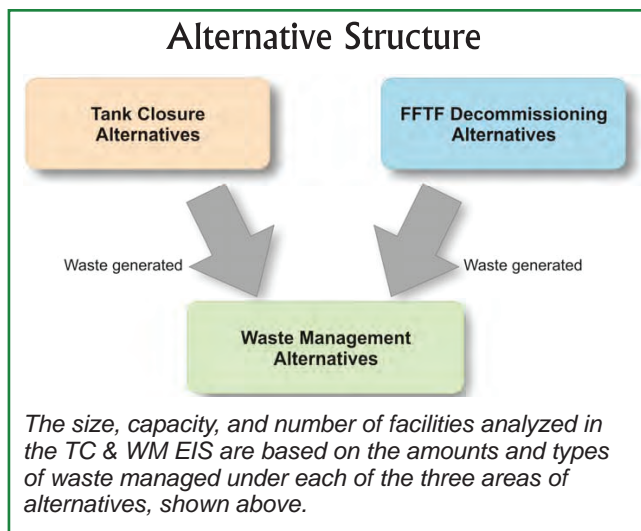 Alternative Structure
Tank Closure
Alternatives
FFTF Decommissioning
Alternatives
Waste generated
Waste generated
Waste Management
Alternatives
The size, capacity, and number of facilities analyzed in
the TC & WM EIS are based on the amounts and types
of waste managed under each of the three areas of
alternatives, shown above.